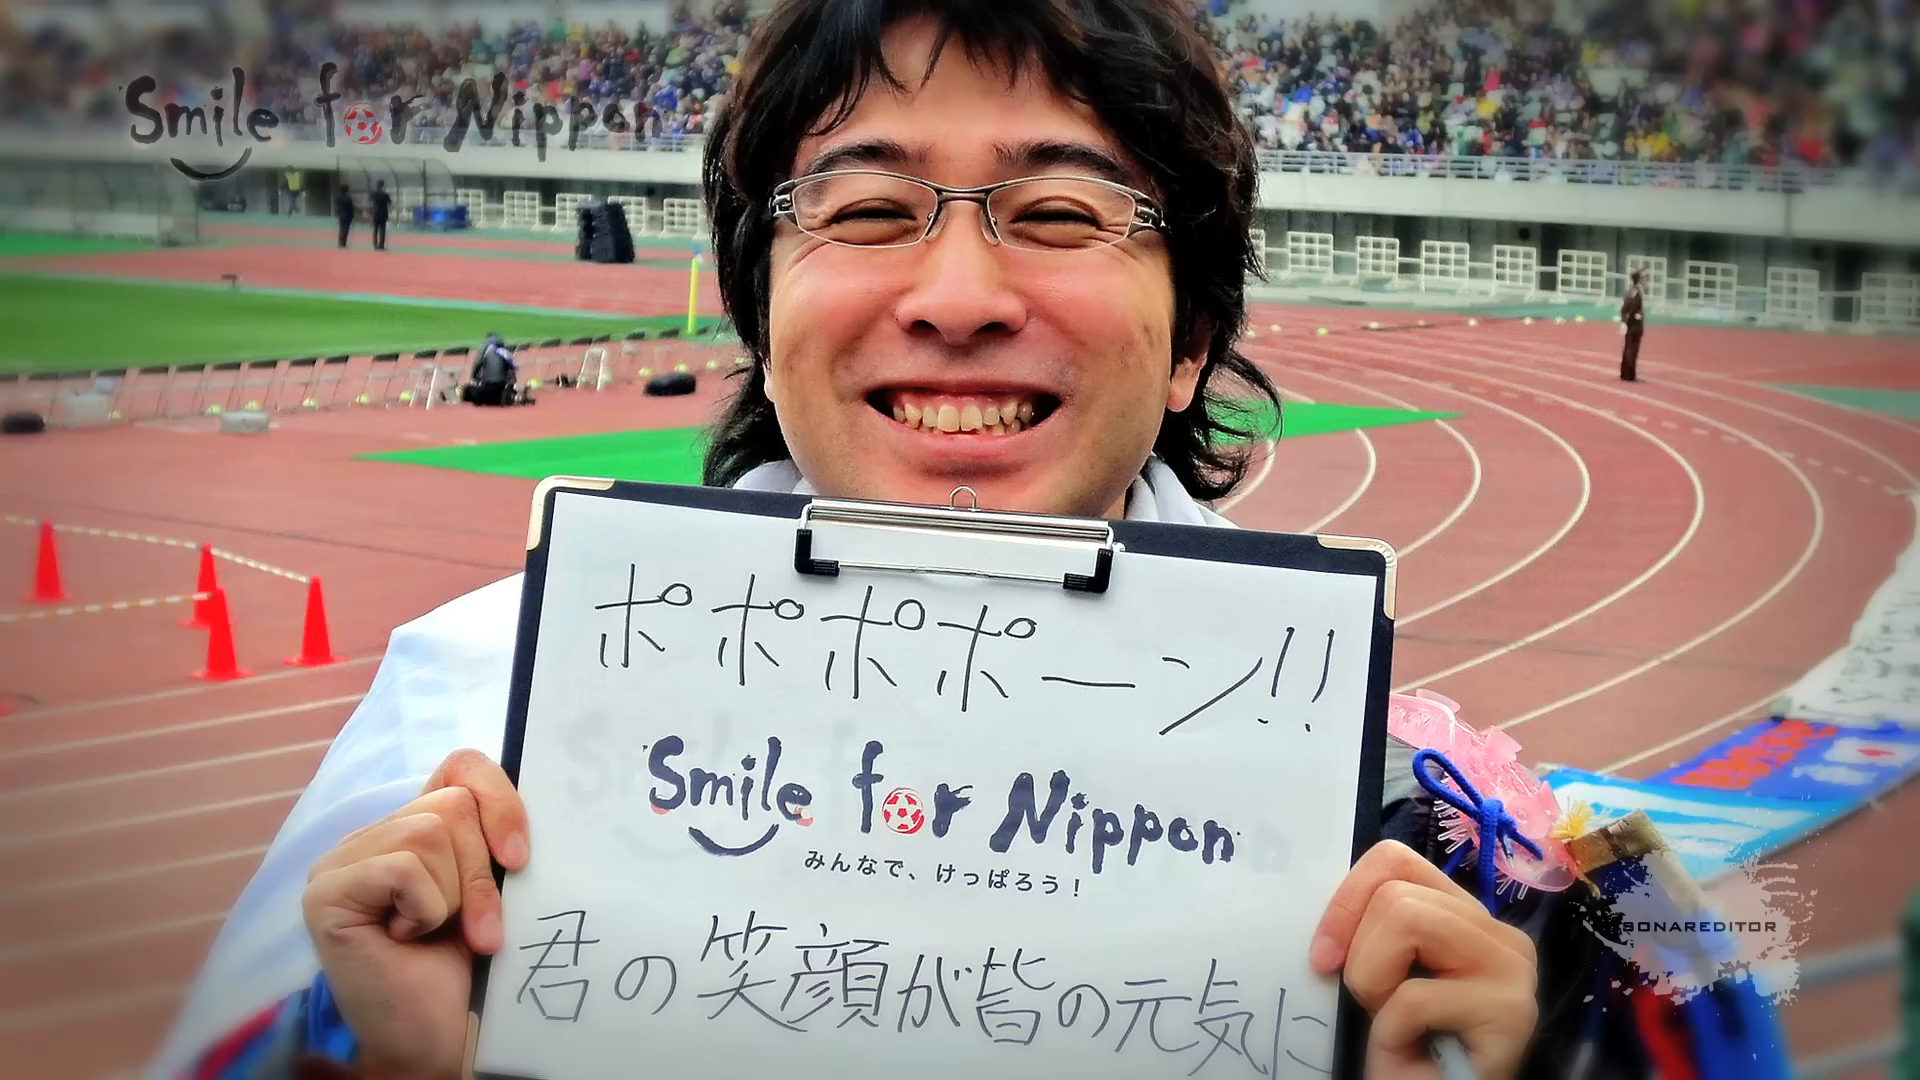 Smile for Nippon
ポポポポーン!!
Smile for Nippon
みんなで、けっぱろう!
君の笑顔が皆の元気に
SONAREDITOR